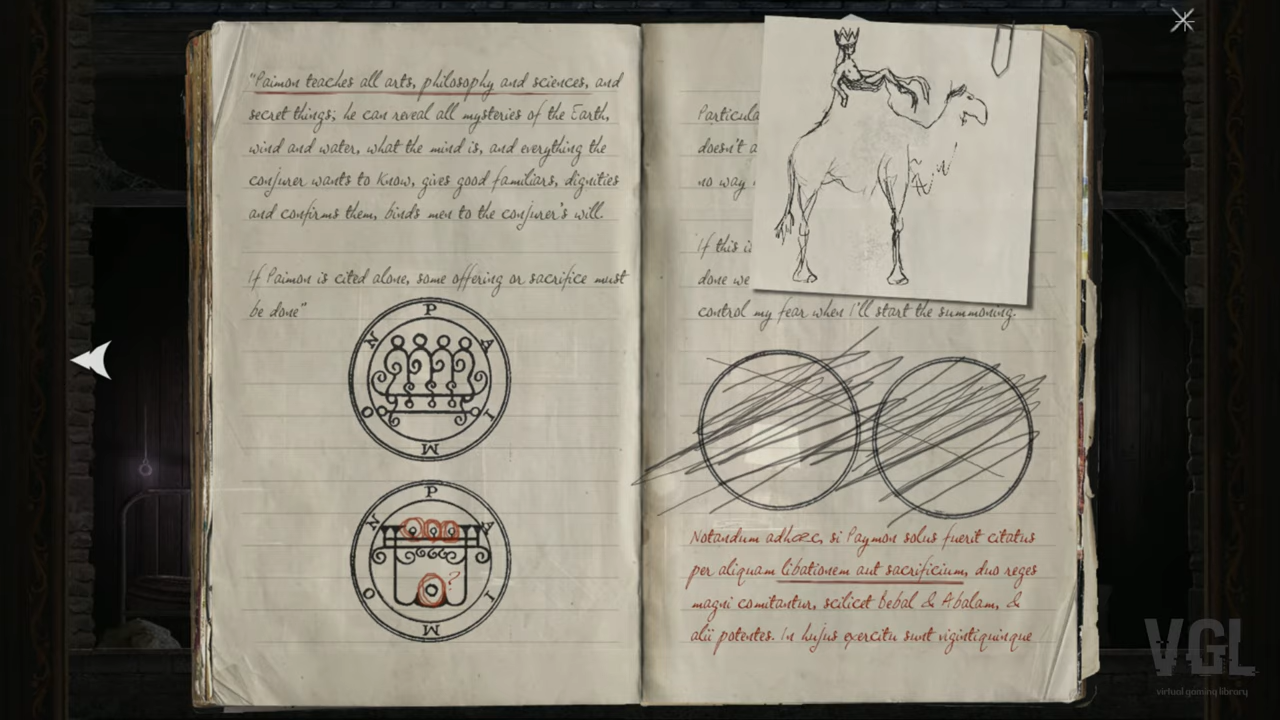 "Paimon teaches all arts, philosophy and sciences, and
secret things; he can reveal all mysteries of the Earth,
wind and water, what the mind is, and everything the
conjurer wants to know, gives good familiars, dignities
and confirms them, binds men to the conjurer's will.
If Paimon is cited alone, some offering or sacrifice must
be done"
P A I M O N
P A I M O N
?
doesn't
no way
If this
done we
control my fear when I'll start the summoning.
Notandum adhœc, si Paymon solus fuerit citatus
per aliquam libationem aut sacrificium, duo reges
magni comitantur, scilicet Bebal & Abalam, &
alii potentes. In hujus exercitu sunt vigintiquinque
VGL
virtual gaming library